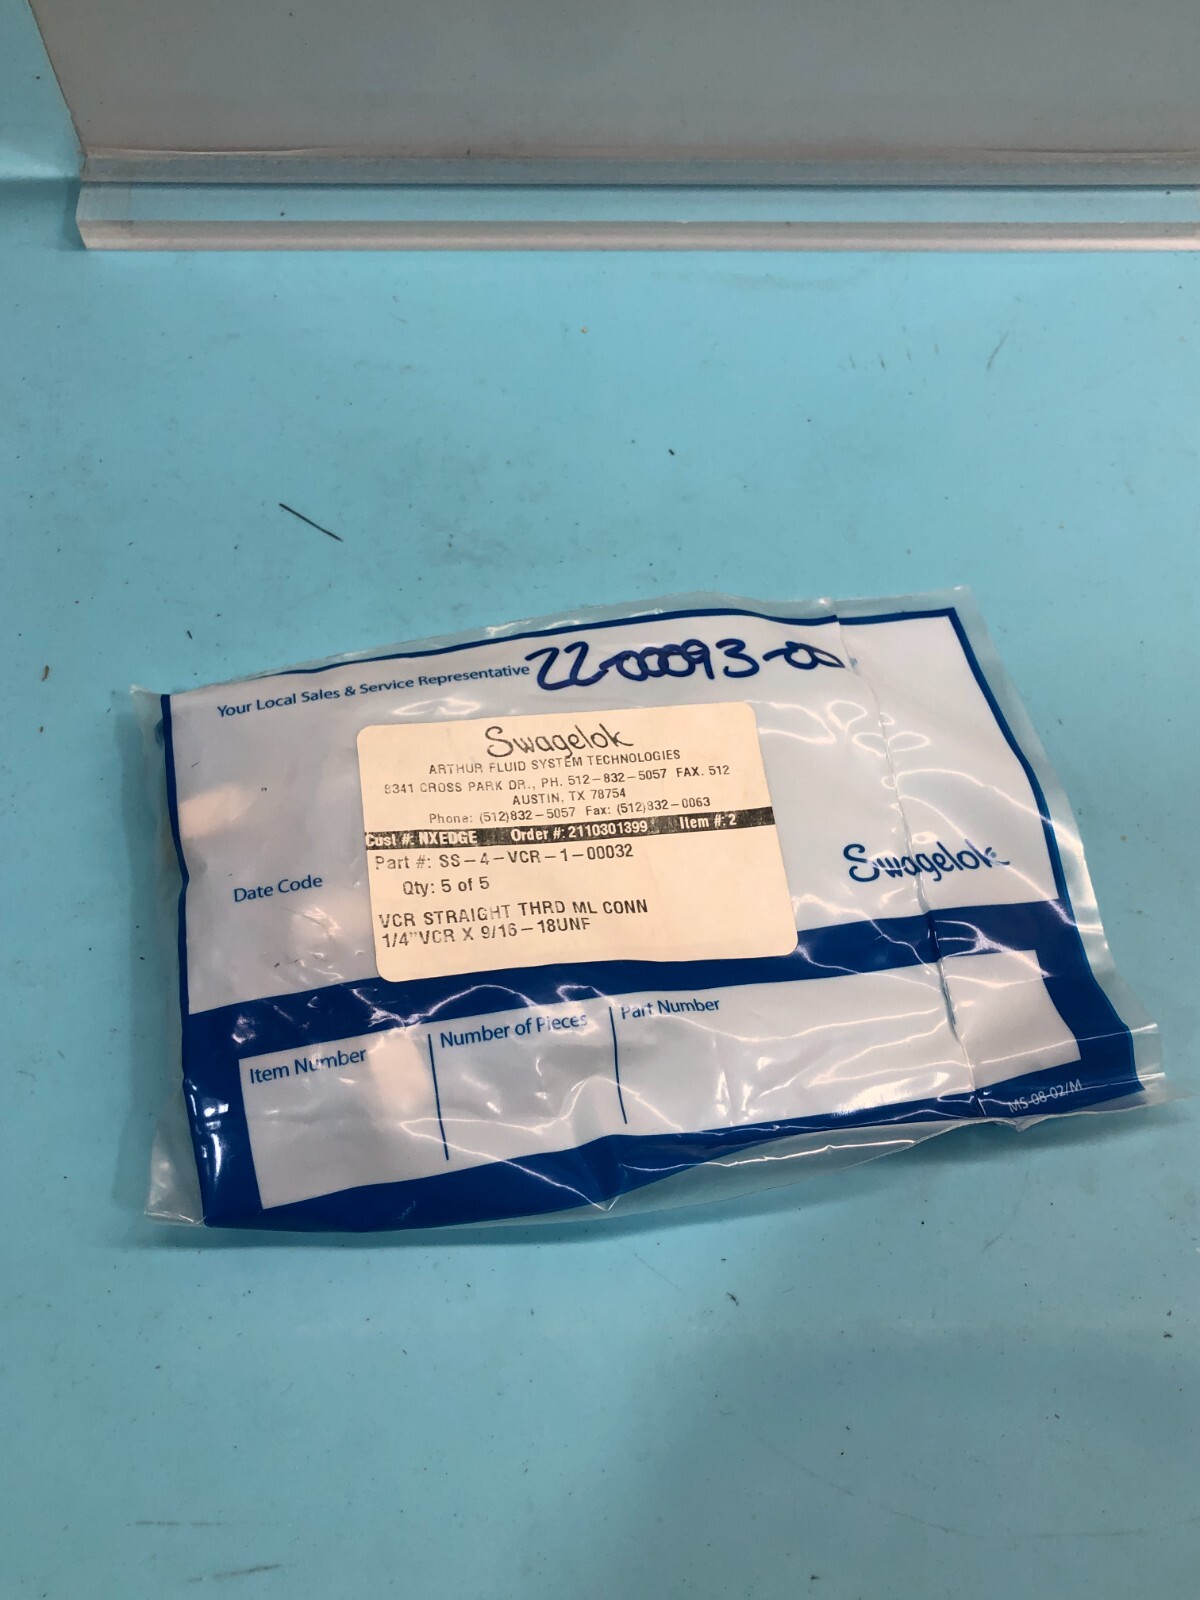 Your Local Sales & Service Representative 22-00093-00
Swagelok
ARTHUR FLUID SYSTEM TECHNOLOGIES
8341 CROSS PARK DR., PH. 512-832-5057 FAX. 512
AUSTIN, TX 78754
Phone: (512)832-5057 Fax: (512)832-0063
Cust #: NXEDGE Order #: 2110301399 Item #: 2
Part #: SS-4-VCR-1-00032
Qty: 5 of 5
VCR STRAIGHT THRD ML CONN
1/4"VCR X 9/16-18UNF
Date Code
Swagelok
Item Number
Number of Pieces
Part Number
MS-08-02/M